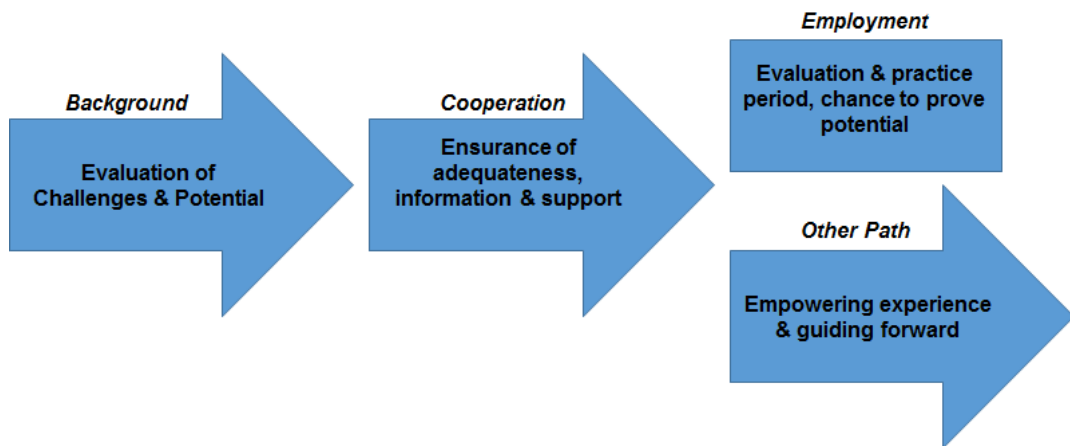 Background
Evaluation of
Challenges & Potential
Cooperation
Ensurance of
adequateness,
information & support
Employment
Evaluation & practice
period, chance to prove
potential
Other Path
Empowering experience
& guiding forward